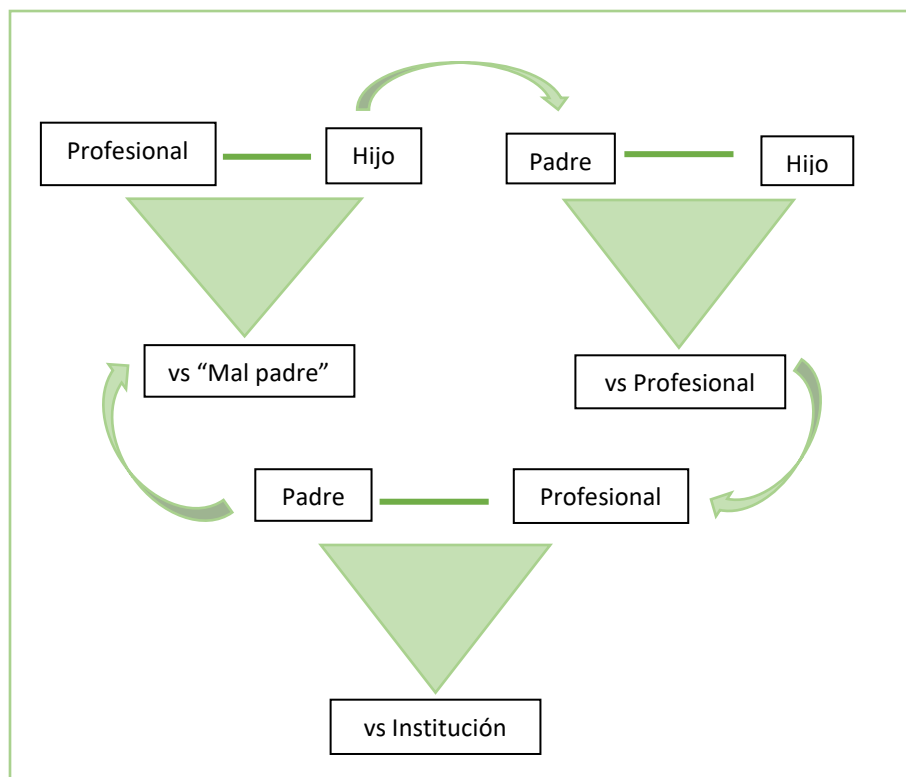 Profesional
Hijo
Padre
Hijo
vs “Mal padre”
vs Profesional
Padre
Profesional
vs Institución